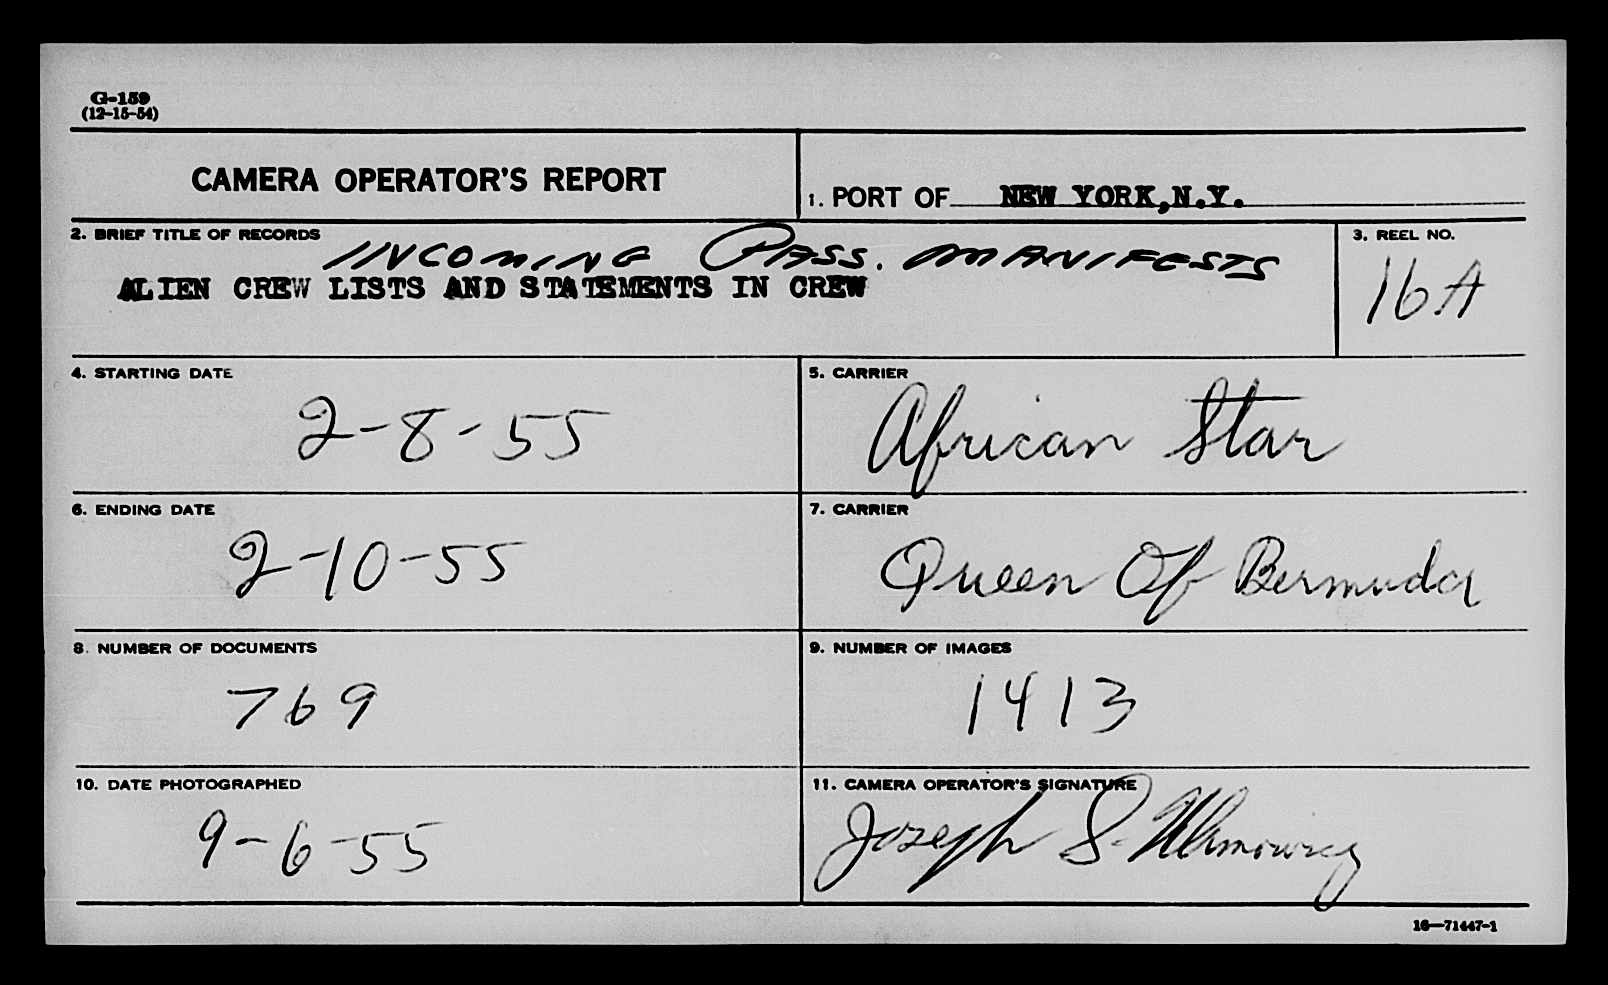 G-159
(12-15-54)
CAMERA OPERATOR'S REPORT
1. PORT OF NEW YORK, N.Y.
2. BRIEF TITLE OF RECORDS
INCOMING PASS. MANIFESTS
ALIEN CREW LISTS AND STATEMENTS IN CREW
3. REEL NO.
16A
4. STARTING DATE
2-8-55
5. CARRIER
African Star
6. ENDING DATE
2-10-55
7. CARRIER
Queen Of Bermuda
8. NUMBER OF DOCUMENTS
769
9. NUMBER OF IMAGES
1413
10. DATE PHOTOGRAPHED
9-6-55
11. CAMERA OPERATOR'S SIGNATURE
Joseph S.
16—71447-1